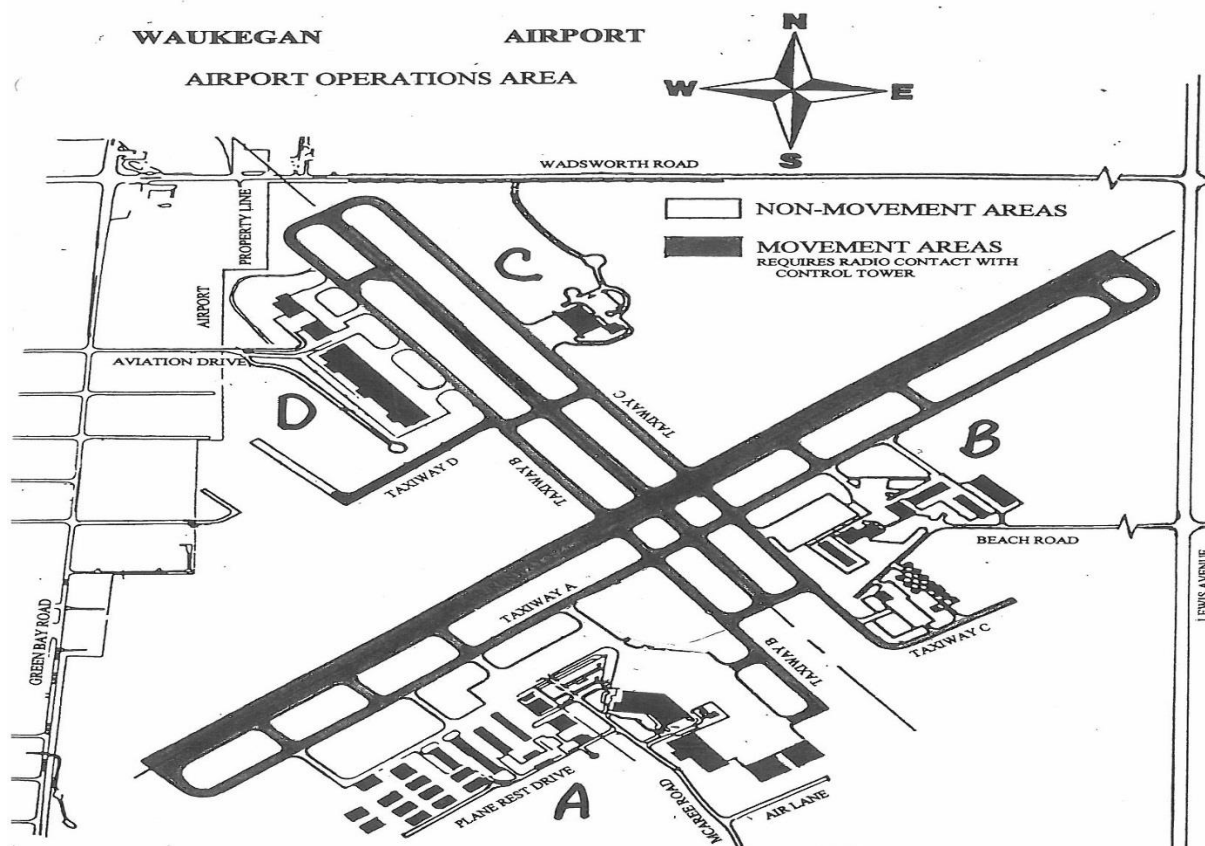 WAUKEGAN AIRPORT
AIRPORT OPERATIONS AREA
N
W E
S
WADSWORTH ROAD
NON-MOVEMENT AREAS
MOVEMENT AREAS
REQUIRES RADIO CONTACT WITH
CONTROL TOWER
PROPERTY LINE
AIRPORT
C
AVIATION DRIVE
D
TAXIWAY C
TAXIWAY D
TAXIWAY B
B
BEACH ROAD
LEWIS AVENUE
GREEN BAY ROAD
TAXIWAY A
TAXIWAY B
TAXIWAY C
PLANE REST DRIVE
A
MCAREE ROAD
AIR LANE